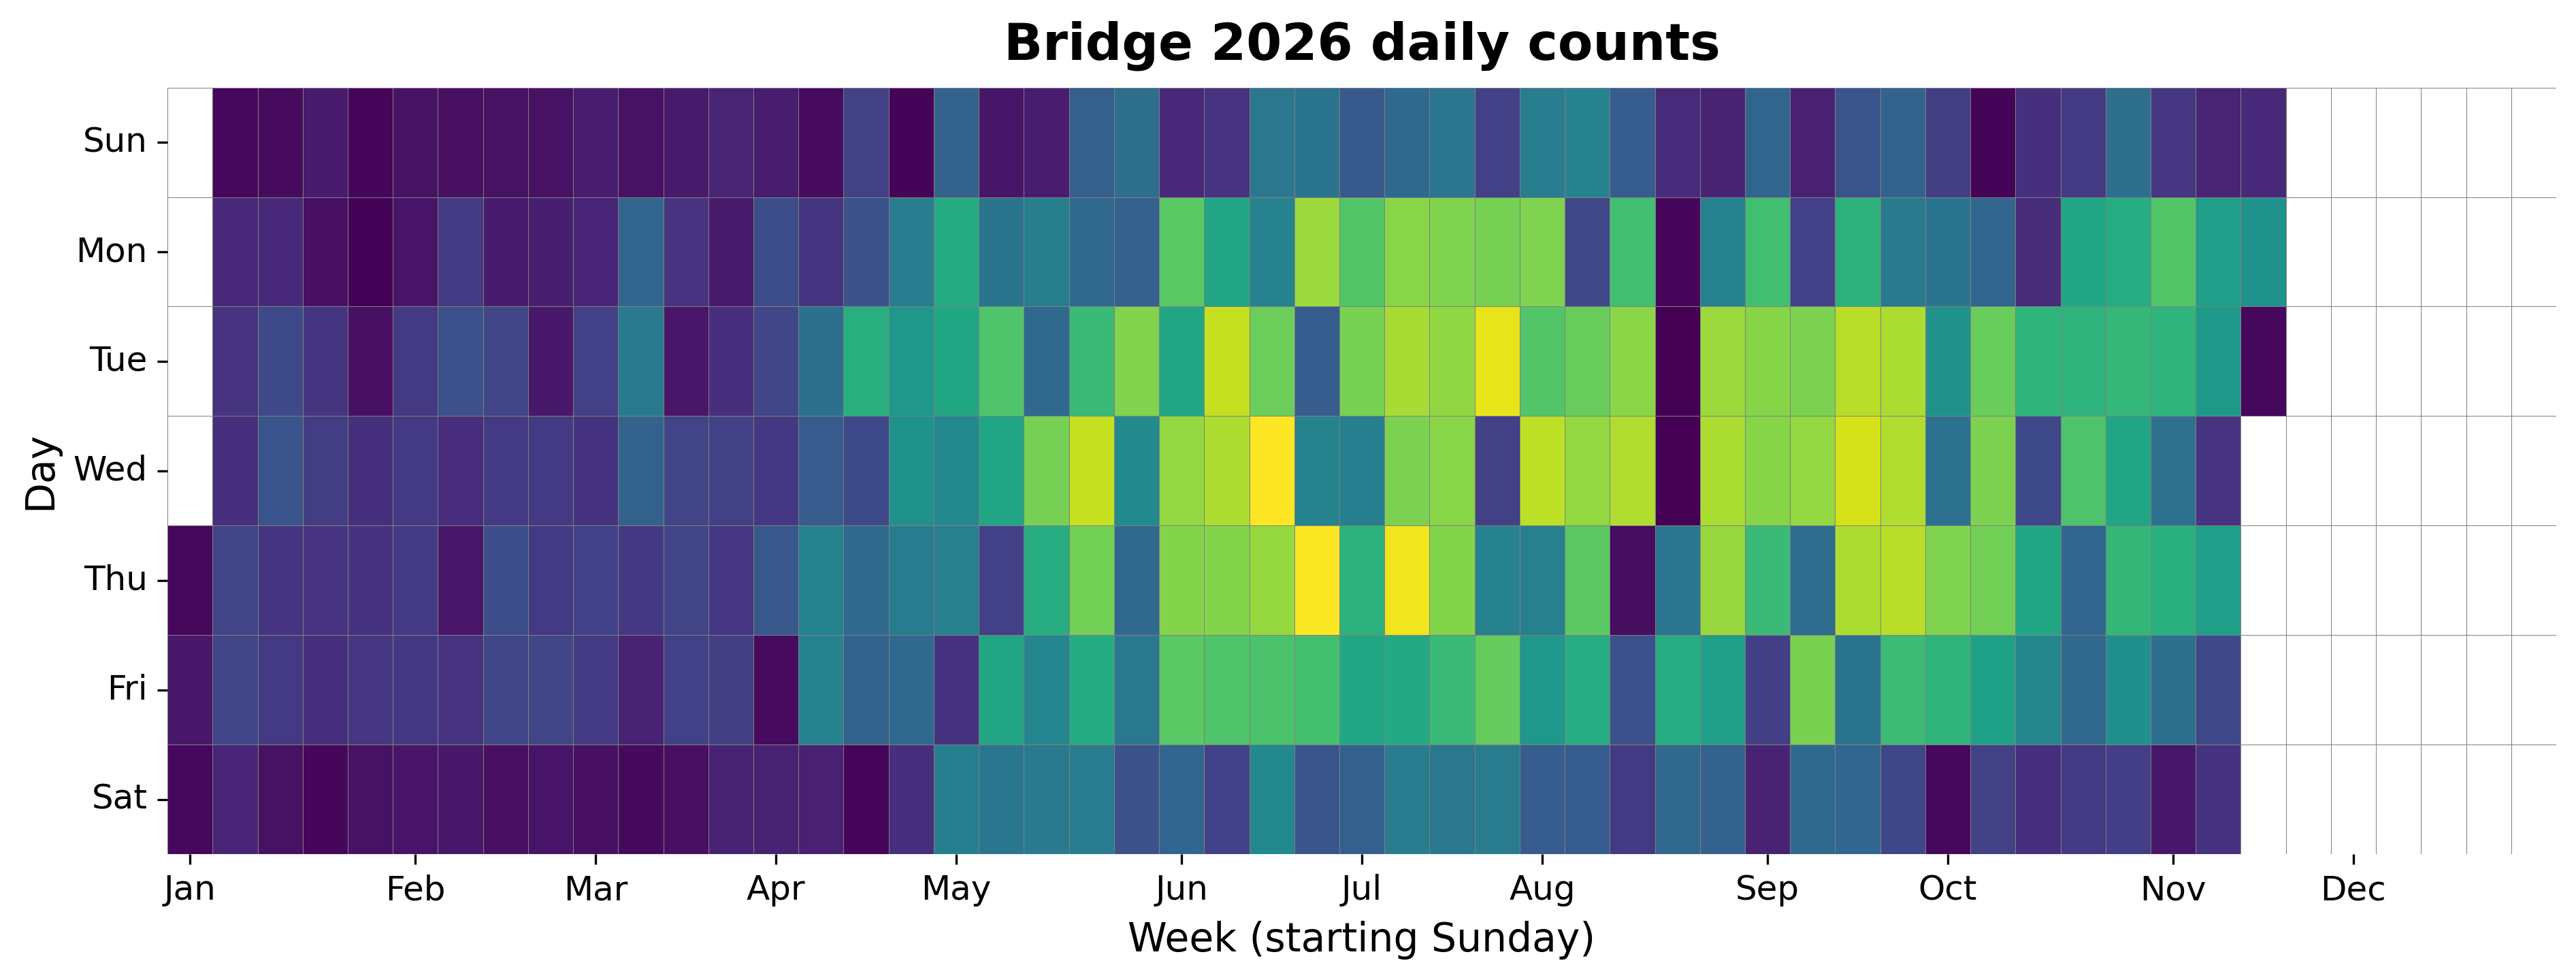 Bridge 2026 daily counts
Day
Sun
Mon
Tue
Wed
Thu
Fri
Sat
Jan Feb Mar Apr May Jun Jul Aug Sep Oct Nov Dec
Week (starting Sunday)